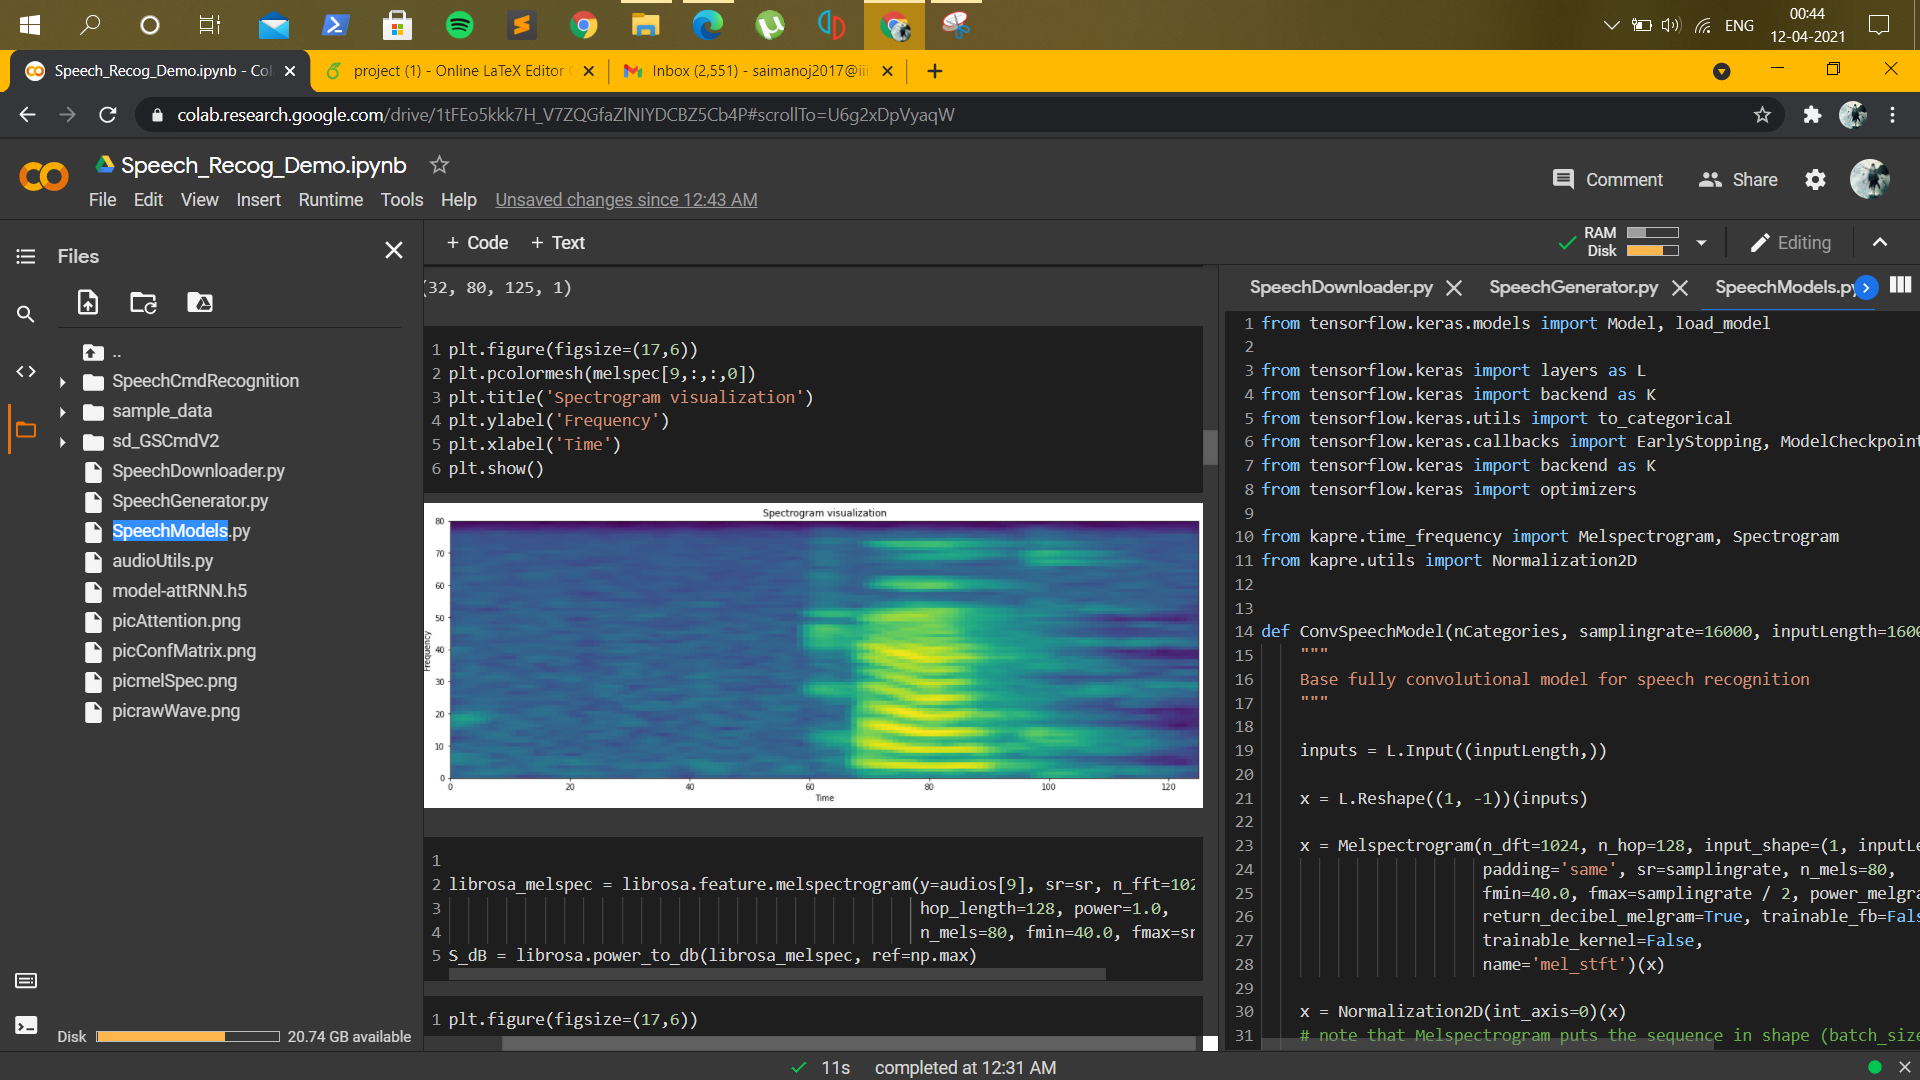 ENG
00:44
12-04-2021
Speech_Recog_Demo.ipynb - Col
project (1) - Online LaTeX Editor
Inbox (2,551) - saimanoj2017@iii
colab.research.google.com/drive/1tFEo5kkk7H_V7ZQGfaZlNIYDCBZ5Cb4P#scrollTo=U6g2xDpVyaqW
Speech_Recog_Demo.ipynb
Comment
Share
File Edit View Insert Runtime Tools Help Unsaved changes since 12:43 AM
Files
+ Code + Text
RAM
Disk
Editing
..
SpeechCmdRecognition
sample_data
sd_GSCmdV2
SpeechDownloader.py
SpeechGenerator.py
SpeechModels.py
audioUtils.py
model-attRNN.h5
picAttention.png
picConfMatrix.png
picmelSpec.png
picrawWave.png
Disk 20.74 GB available
(32, 80, 125, 1)
1 plt.figure(figsize=(17,6))
2 plt.pcolormesh(melspec[9,:,:,0])
3 plt.title('Spectrogram visualization')
4 plt.ylabel('Frequency')
5 plt.xlabel('Time')
6 plt.show()
Spectrogram visualization
80
70
60
50
40
30
20
10
0
Frequency
0 20 40 60 80 100 120
Time
1
2 librosa_melspec = librosa.feature.melspectrogram(y=audios[9], sr=sr, n_fft=102
3 hop_length=128, power=1.0,
4 n_mels=80, fmin=40.0, fmax=sr
5 S_dB = librosa.power_to_db(librosa_melspec, ref=np.max)
1 plt.figure(figsize=(17,6))
SpeechDownloader.py SpeechGenerator.py SpeechModels.py
1 from tensorflow.keras.models import Model, load_model
2
3 from tensorflow.keras import layers as L
4 from tensorflow.keras import backend as K
5 from tensorflow.keras.utils import to_categorical
6 from tensorflow.keras.callbacks import EarlyStopping, ModelCheckpoint
7 from tensorflow.keras import backend as K
8 from tensorflow.keras import optimizers
9
10 from kapre.time_frequency import Melspectrogram, Spectrogram
11 from kapre.utils import Normalization2D
12
13
14 def ConvSpeechModel(nCategories, samplingrate=16000, inputLength=1600
15 """
16 Base fully convolutional model for speech recognition
17 """
18
19 inputs = L.Input((inputLength,))
20
21 x = L.Reshape((1, -1))(inputs)
22
23 x = Melspectrogram(n_dft=1024, n_hop=128, input_shape=(1, inputLe
24 padding='same', sr=samplingrate, n_mels=80,
25 fmin=40.0, fmax=samplingrate / 2, power_melgra
26 return_decibel_melgram=True, trainable_fb=Fals
27 trainable_kernel=False,
28 name='mel_stft')(x)
29
30 x = Normalization2D(int_axis=0)(x)
31 # note that Melspectrogram puts the sequence in shape (batch_size
11s completed at 12:31 AM